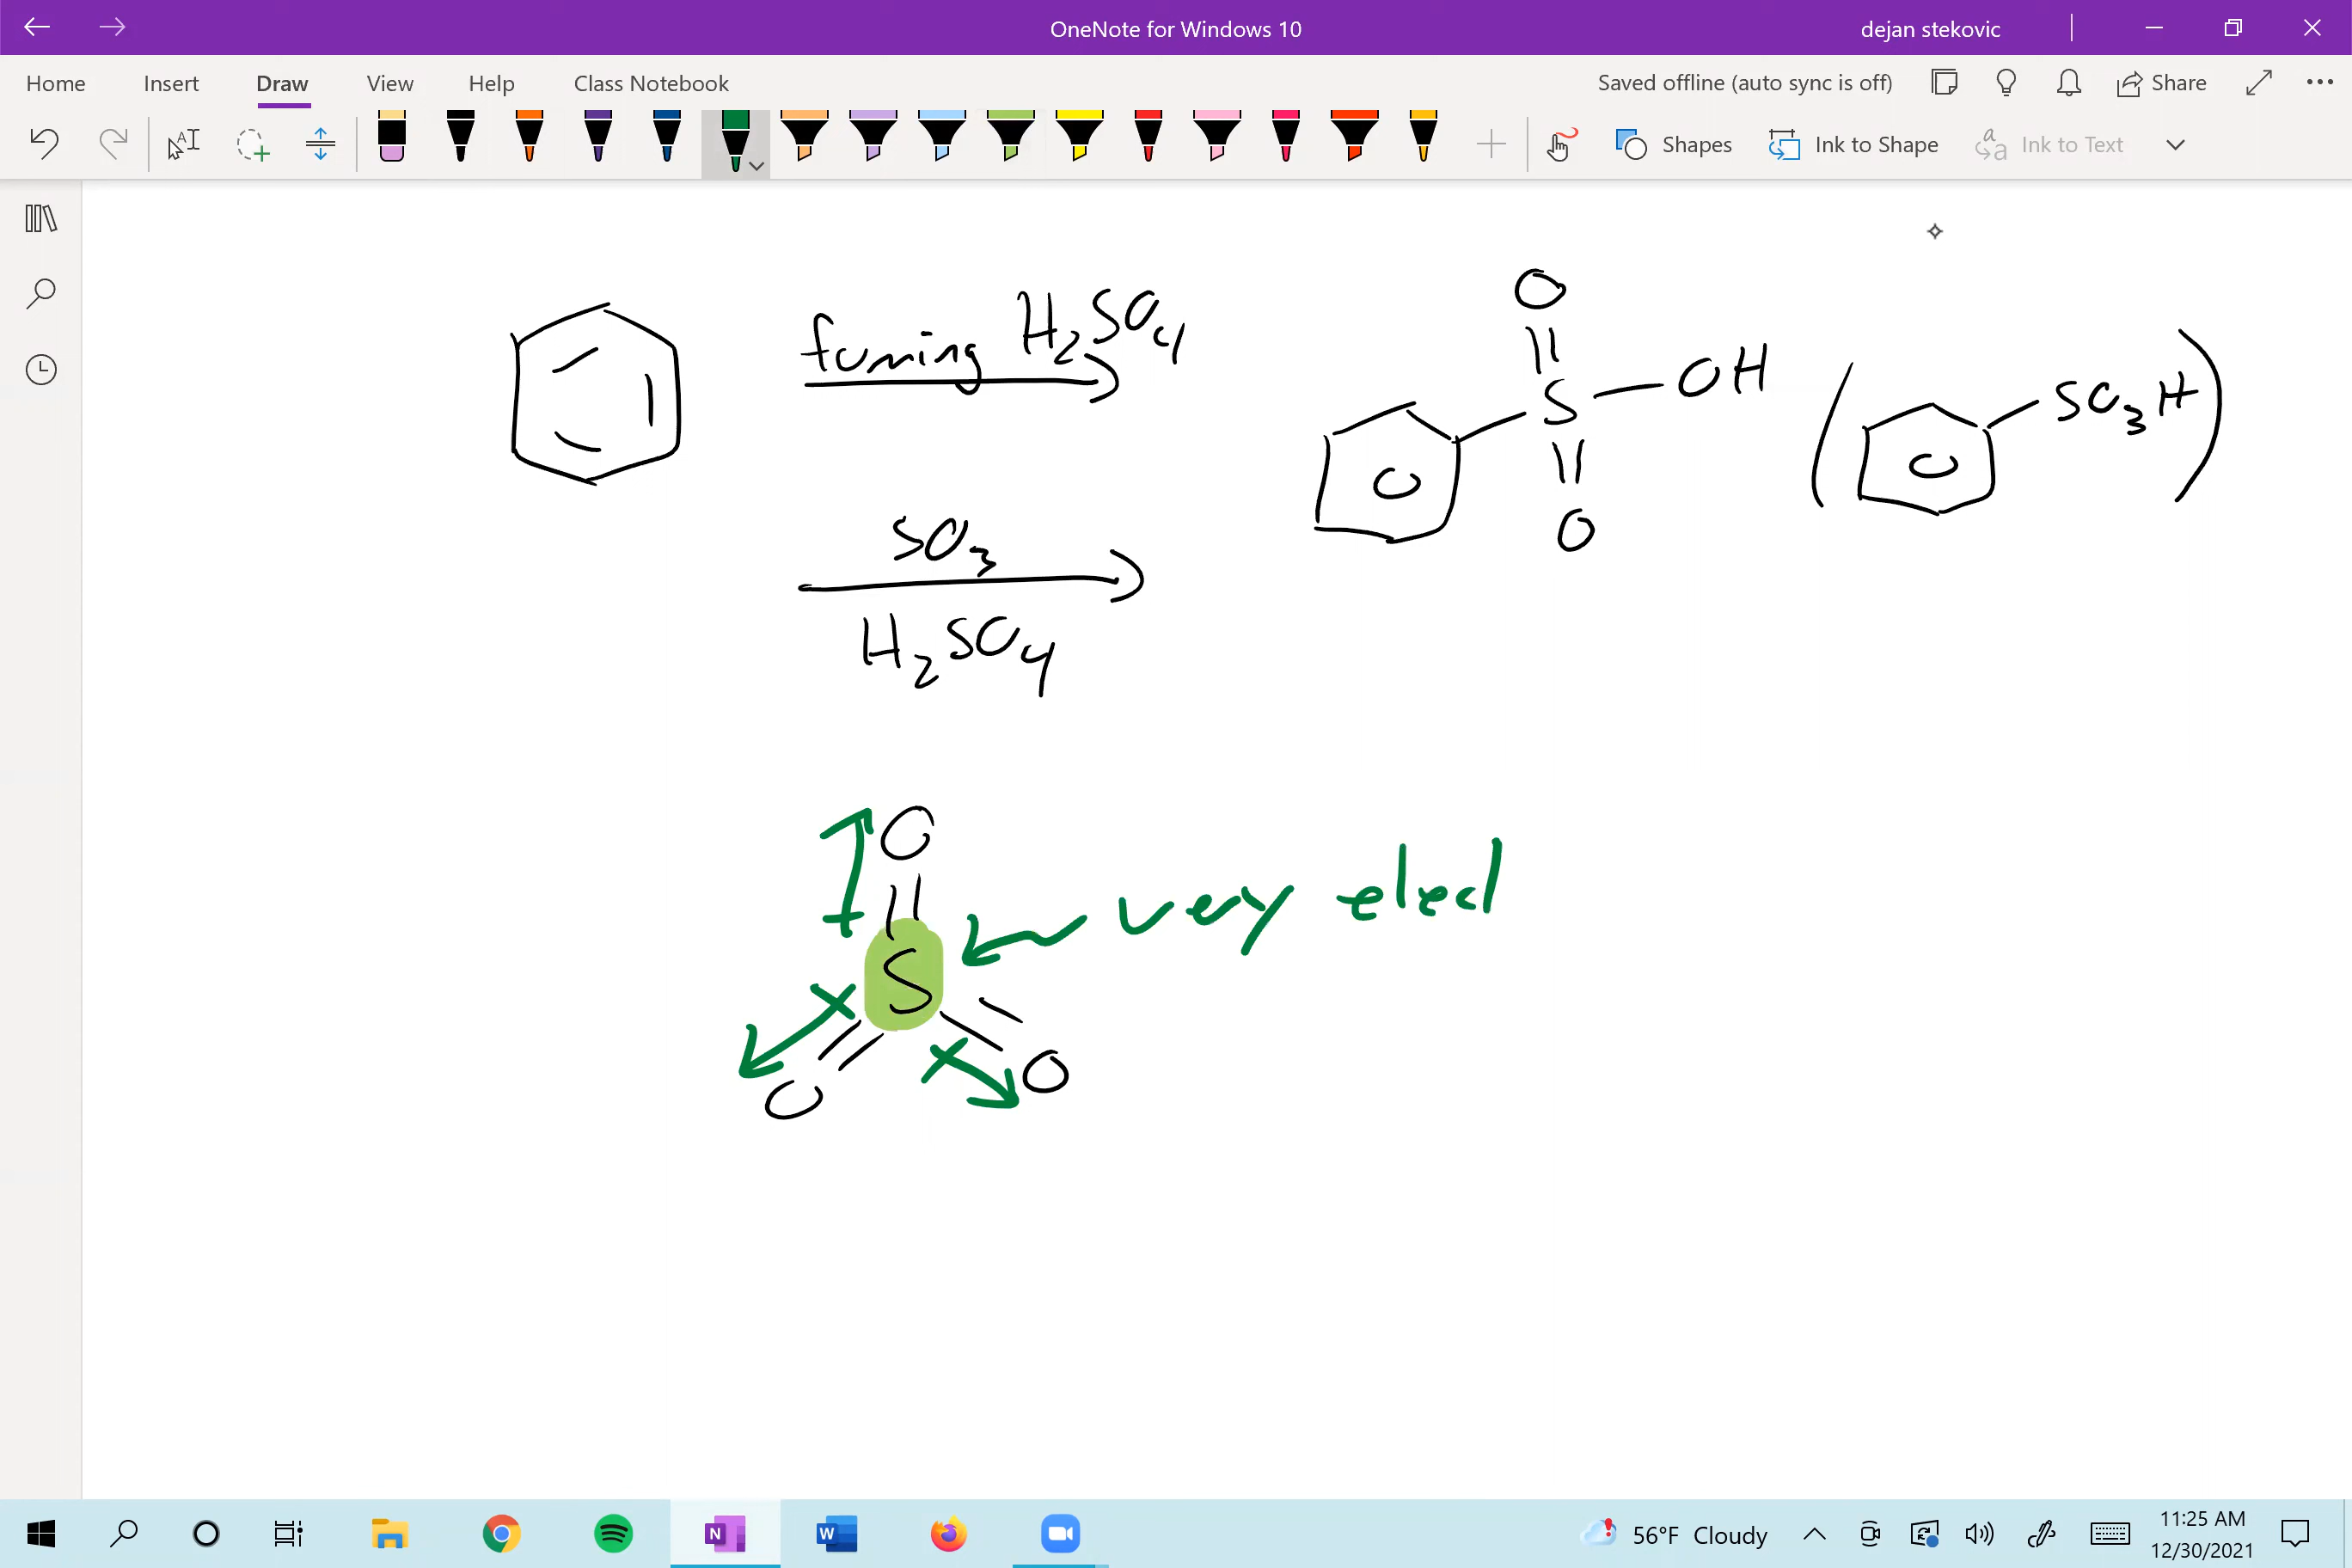 OneNote for Windows 10
dejan stekovic
Home Insert Draw View Help Class Notebook
Saved offline (auto sync is off) Share
Shapes Ink to Shape Ink to Text
fuming H₂SO₄
O
S OH
O
SO₃H
SO₃
H₂SO₄
O
S
O O
very
56°F Cloudy
11:25 AM
12/30/2021